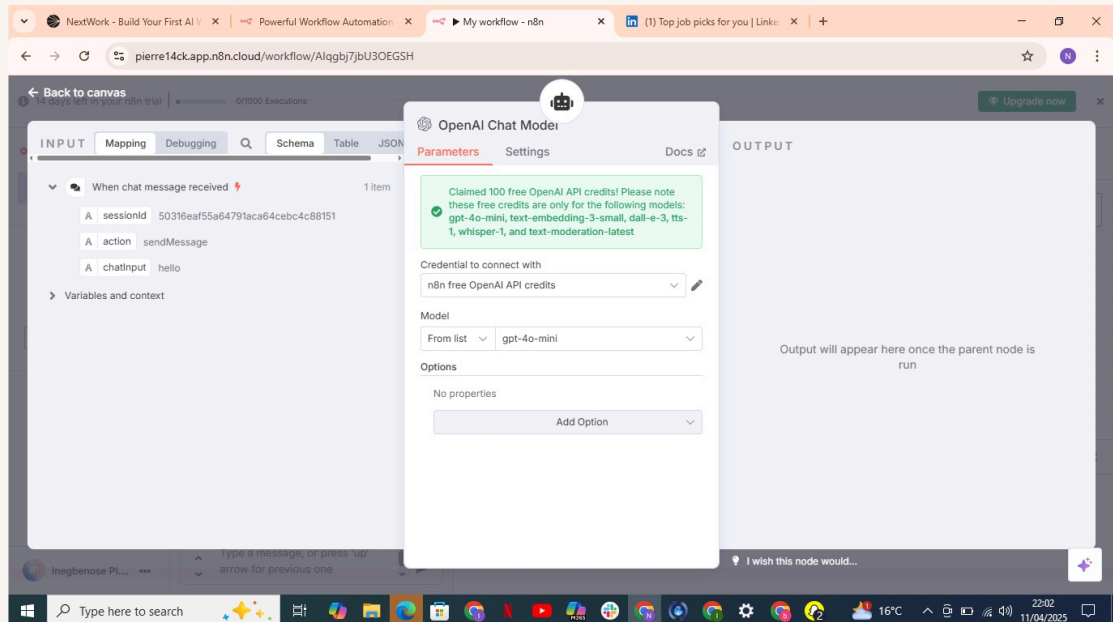 NextWork - Build Your First AI W
Powerful Workflow Automation
My workflow - n8n
(1) Top job picks for you | Linke
pierre14ck.app.n8n.cloud/workflow/AIqgbj7jbU3OEGSH
N
Back to canvas
14 days left in your n8n trial
0/1000 Executions
Upgrade now
INPUT
Mapping
Debugging
Schema
Table
JSON
When chat message received
1 item
A sessionId 50316eaf55a64791aca64cebc4c88151
A action sendMessage
A chatInput hello
Variables and context
OpenAI Chat Model
Parameters
Settings
Docs
Claimed 100 free OpenAI API credits! Please note
these free credits are only for the following models:
gpt-4o-mini, text-embedding-3-small, dall-e-3, tts-
1, whisper-1, and text-moderation-latest
Credential to connect with
n8n free OpenAI API credits
Model
From list
gpt-4o-mini
Options
No properties
Add Option
OUTPUT
Output will appear here once the parent node is
run
Inegbenose
Type a message, or press 'up'
arrow for previous one
I wish this node would...
Type here to search
16°C
22:02
11/04/2025